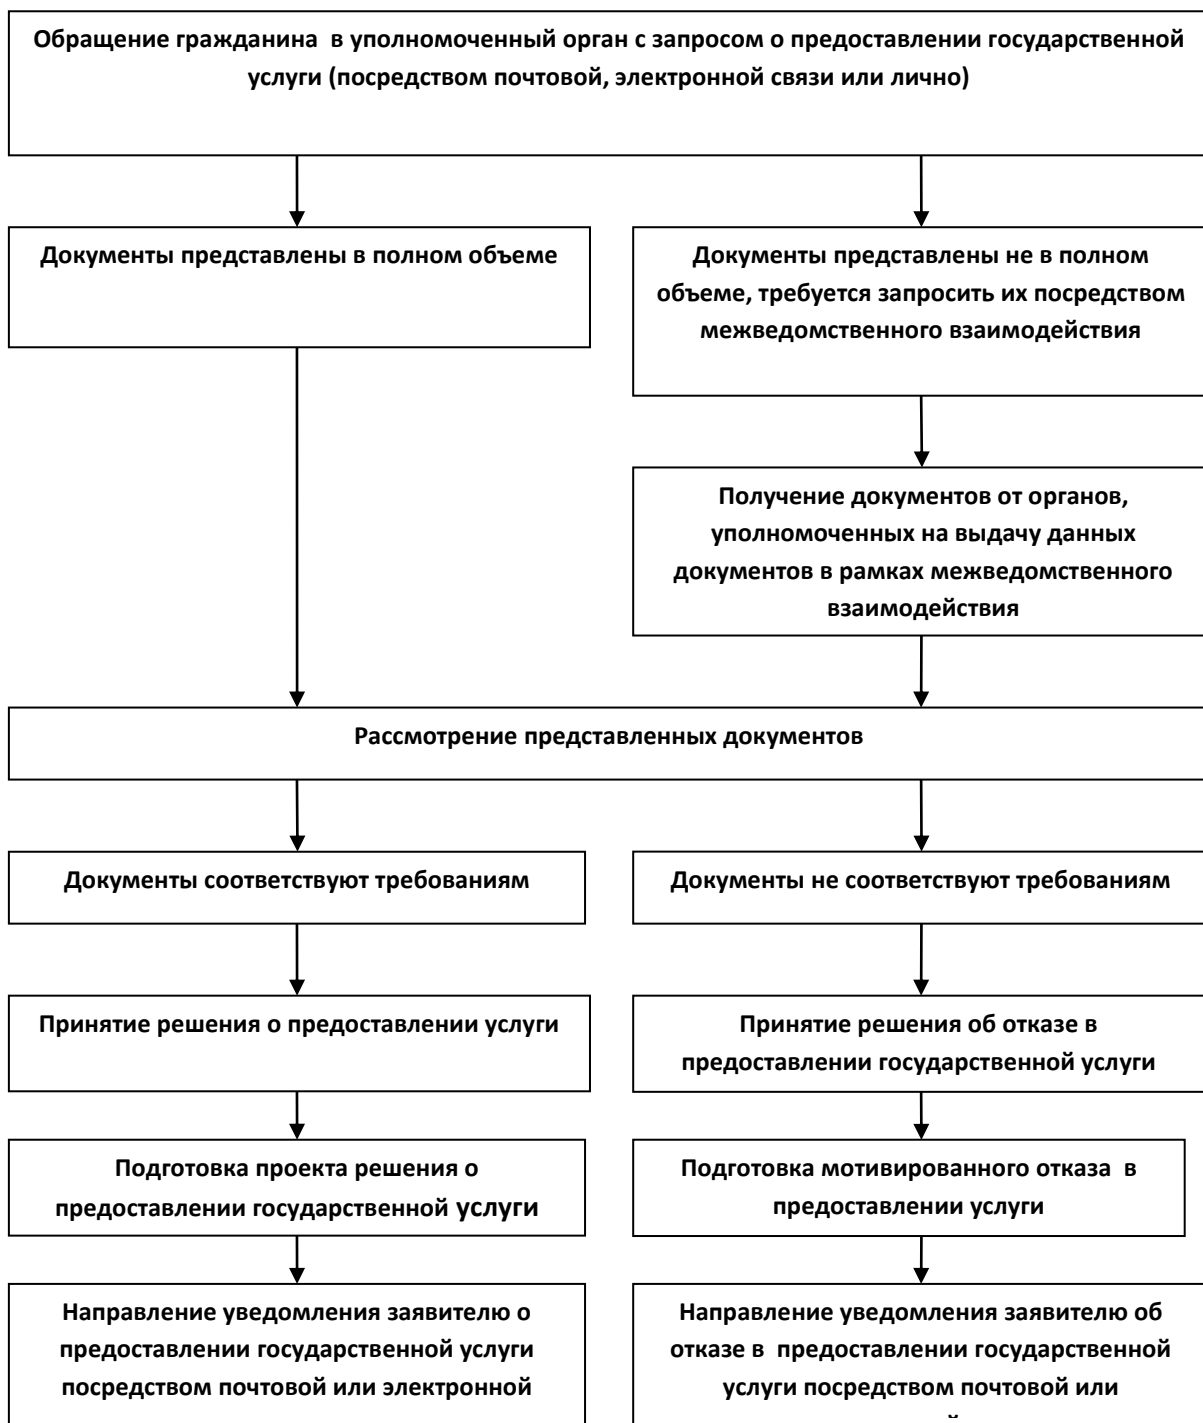 Обращение гражданина  в уполномоченный орган с запросом о предоставлении государственной
услуги (посредством почтовой, электронной связи или лично)
Документы представлены в полном объеме
Документы представлены не в полном
объеме, требуется запросить их посредством
межведомственного взаимодействия
Получение документов от органов,
уполномоченных на выдачу данных
документов в рамках межведомственного
взаимодействия
Рассмотрение представленных документов
Документы соответствуют требованиям
Документы не соответствуют требованиям
Принятие решения о предоставлении услуги
Принятие решения об отказе в
предоставлении государственной услуги
Подготовка проекта решения о
предоставлении государственной услуги
Подготовка мотивированного отказа  в
предоставлении услуги
Направление уведомления заявителю о
предоставлении государственной услуги
посредством почтовой или электронной
Направление уведомления заявителю об
отказе в  предоставлении государственной
услуги посредством почтовой или